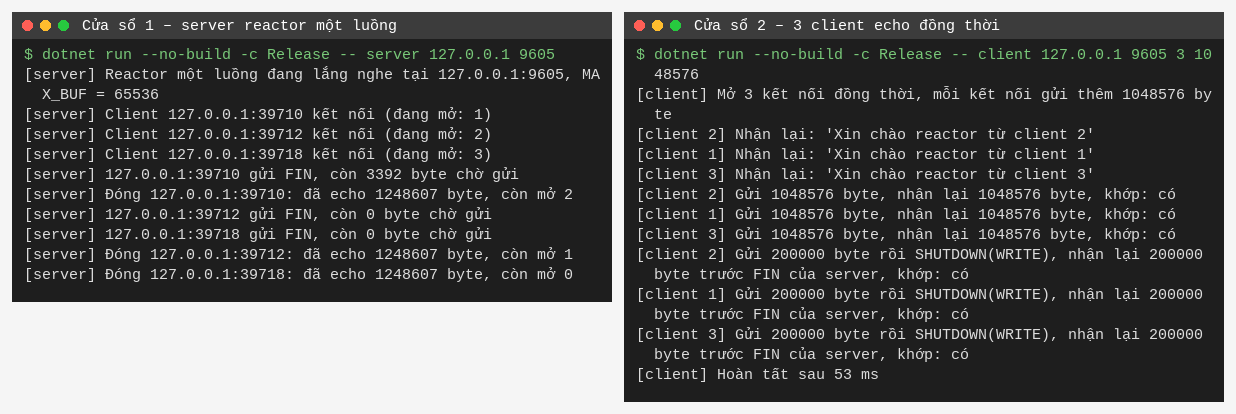 Cửa sổ 1 – server reactor một luồng
$ dotnet run --no-build -c Release -- server 127.0.0.1 9605
[server] Reactor một luồng đang lắng nghe tại 127.0.0.1:9605, MA
X_BUF = 65536
[server] Client 127.0.0.1:39710 kết nối (đang mở: 1)
[server] Client 127.0.0.1:39712 kết nối (đang mở: 2)
[server] Client 127.0.0.1:39718 kết nối (đang mở: 3)
[server] 127.0.0.1:39710 gửi FIN, còn 3392 byte chờ gửi
[server] Đóng 127.0.0.1:39710: đã echo 1248607 byte, còn mở 2
[server] 127.0.0.1:39712 gửi FIN, còn 0 byte chờ gửi
[server] 127.0.0.1:39718 gửi FIN, còn 0 byte chờ gửi
[server] Đóng 127.0.0.1:39712: đã echo 1248607 byte, còn mở 1
[server] Đóng 127.0.0.1:39718: đã echo 1248607 byte, còn mở 0
Cửa sổ 2 – 3 client echo đồng thời
$ dotnet run --no-build -c Release -- client 127.0.0.1 9605 3 10
48576
[client] Mở 3 kết nối đồng thời, mỗi kết nối gửi thêm 1048576 by
te
[client 2] Nhận lại: 'Xin chào reactor từ client 2'
[client 1] Nhận lại: 'Xin chào reactor từ client 1'
[client 3] Nhận lại: 'Xin chào reactor từ client 3'
[client 2] Gửi 1048576 byte, nhận lại 1048576 byte, khớp: có
[client 1] Gửi 1048576 byte, nhận lại 1048576 byte, khớp: có
[client 3] Gửi 1048576 byte, nhận lại 1048576 byte, khớp: có
[client 2] Gửi 200000 byte rồi SHUTDOWN(WRITE), nhận lại 200000
byte trước FIN của server, khớp: có
[client 1] Gửi 200000 byte rồi SHUTDOWN(WRITE), nhận lại 200000
byte trước FIN của server, khớp: có
[client 3] Gửi 200000 byte rồi SHUTDOWN(WRITE), nhận lại 200000
byte trước FIN của server, khớp: có
[client] Hoàn tất sau 53 ms